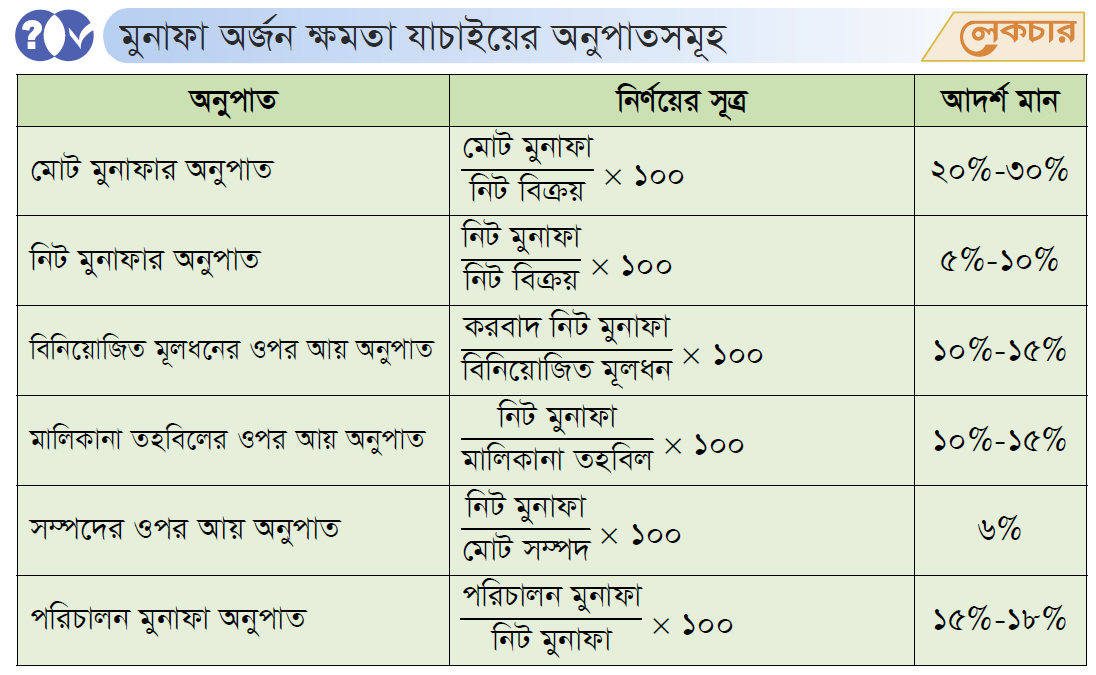 মুনাফা অর্জন ক্ষমতা যাচাইয়ের অনুপাতসমূহ
লেকচার
অনুপাত নির্ণয়ের সূত্র আদর্শ মান
মোট মুনাফার অনুপাত
মোট মুনাফা
নিট বিক্রয়
× ১০০
২০%-৩০%
নিট মুনাফার অনুপাত
নিট মুনাফা
নিট বিক্রয়
× ১০০
৫%-১০%
বিনিয়োজিত মূলধনের ওপর আয় অনুপাত
করবাদ নিট মুনাফা
বিনিয়োজিত মূলধন
× ১০০
১০%-১৫%
মালিকানা তহবিলের ওপর আয় অনুপাত
নিট মুনাফা
মালিকানা তহবিল
× ১০০
১০%-১৫%
সম্পদের ওপর আয় অনুপাত
নিট মুনাফা
মোট সম্পদ
× ১০০
৬%
পরিচালন মুনাফা অনুপাত
পরিচালন মুনাফা
নিট মুনাফা
× ১০০
১৫%-১৮%